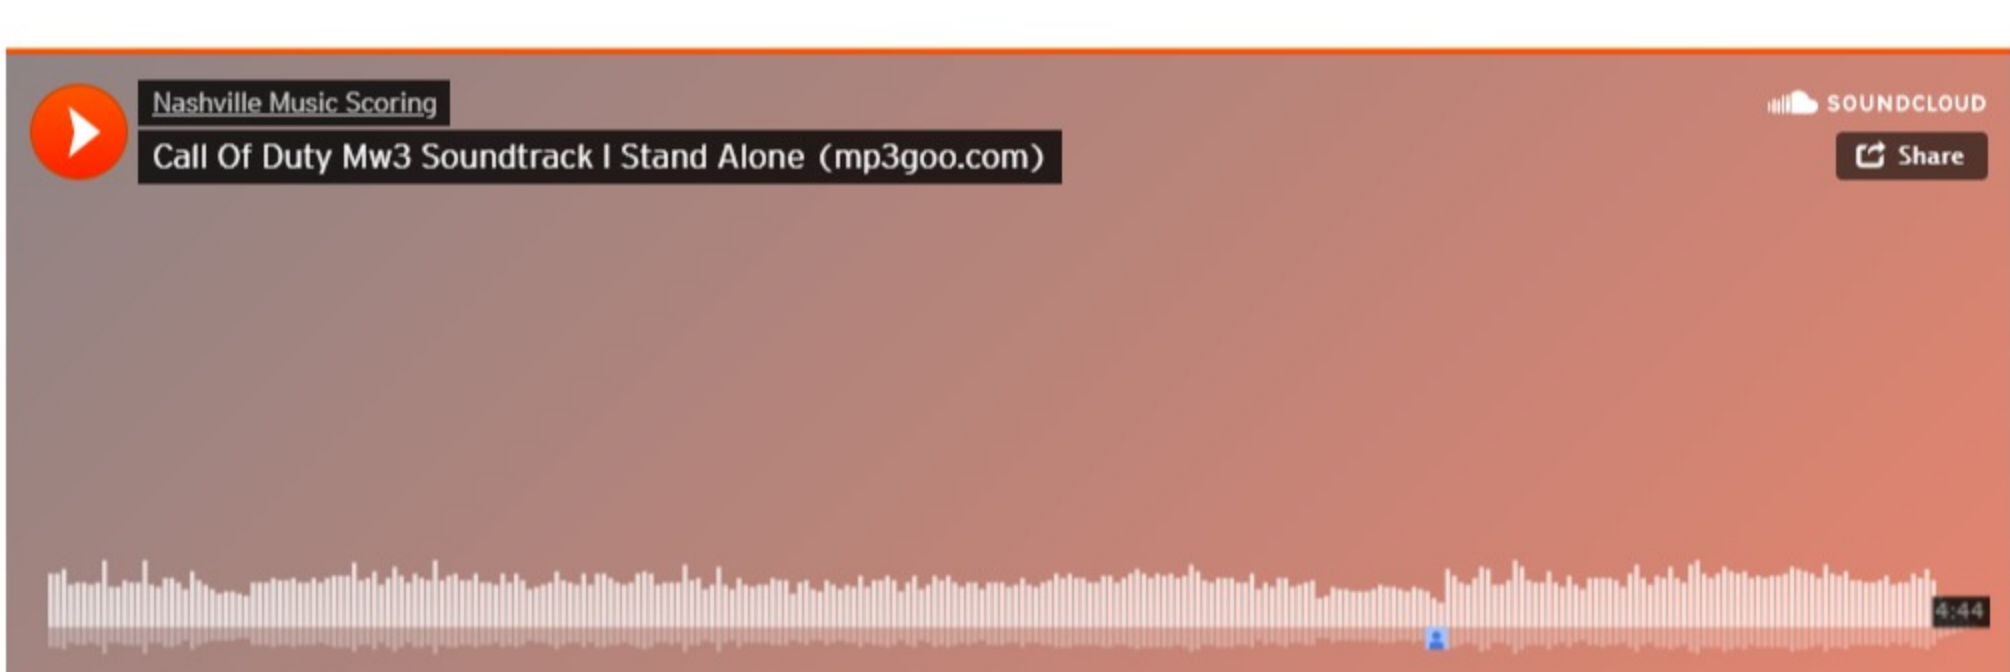 Nashville Music Scoring
SOUNDCLOUD
Call Of Duty Mw3 Soundtrack I Stand Alone (mp3goo.com)
Share
4:44